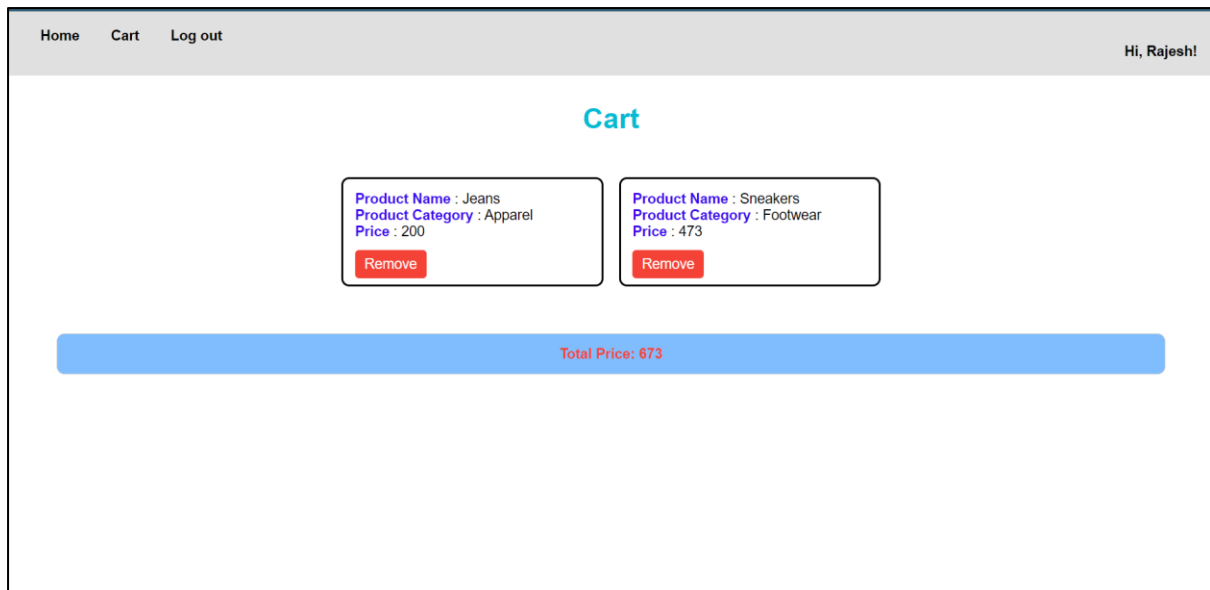 Home Cart Log out
Hi, Rajesh!
Cart
Product Name : Jeans
Product Category : Apparel
Price : 200
Remove
Product Name : Sneakers
Product Category : Footwear
Price : 473
Remove
Total Price: 673